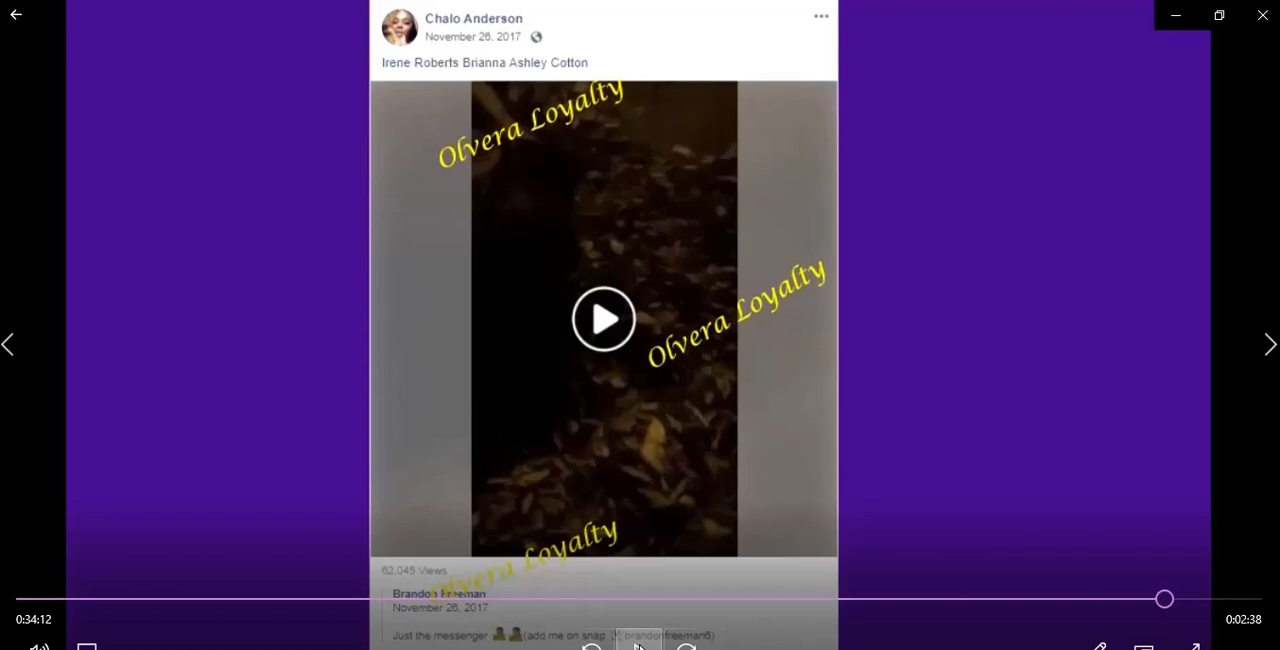 Chalo Anderson
November 26, 2017
Irene Roberts Brianna Ashley Cotton
Olvera Loyalty
Olvera Loyalty
Olvera Loyalty
62,045 Views
Brandon Freeman
November 26, 2017
Just the messenger (add me on snap brandonfreeman6)
0:34:12
0:02:38